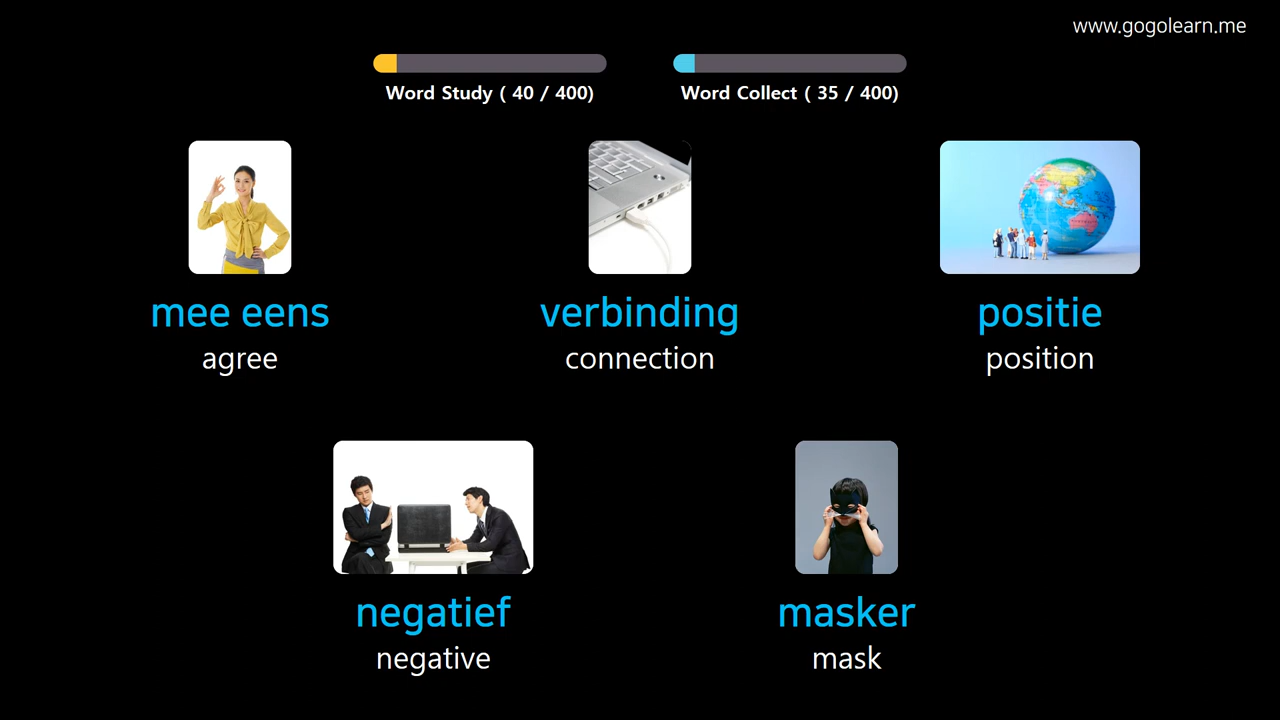 www.gogolearn.me
Word Study ( 40 / 400)
Word Collect ( 35 / 400)
mee eens
agree
verbinding
connection
positie
position
negatief
negative
masker
mask